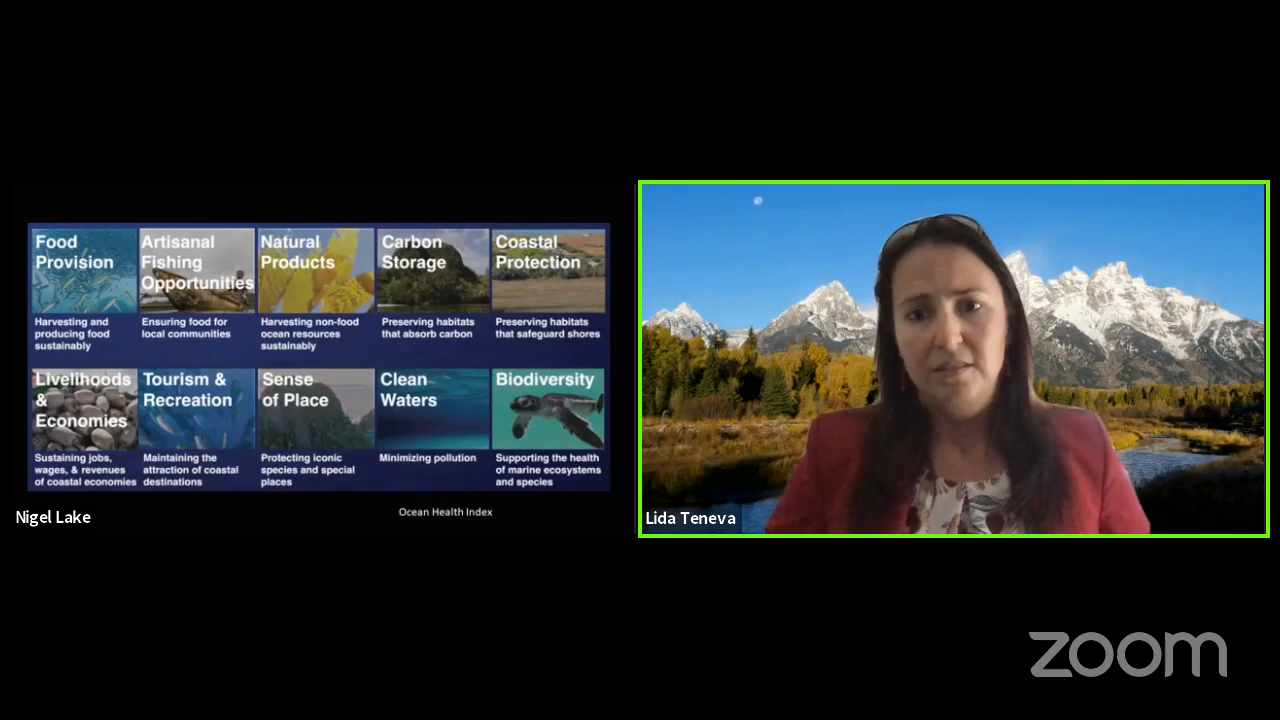 Food
Provision
Artisanal
Fishing
Opportunities
Natural
Products
Carbon
Storage
Coastal
Protection
Harvesting and
producing food
sustainably
Ensuring food for
local communities
Harvesting non-food
ocean resources
sustainably
Preserving habitats
that absorb carbon
Preserving habitats
that safeguard shores
Livelihoods
&
Economies
Tourism &
Recreation
Sense
of Place
Clean
Waters
Biodiversity
Sustaining jobs,
wages, & revenues
of coastal economies
Maintaining the
attraction of coastal
destinations
Protecting iconic
species and special
places
Minimizing pollution
Supporting the health
of marine ecosystems
and species
Ocean Health Index
Nigel Lake
Lida Teneva
zoom